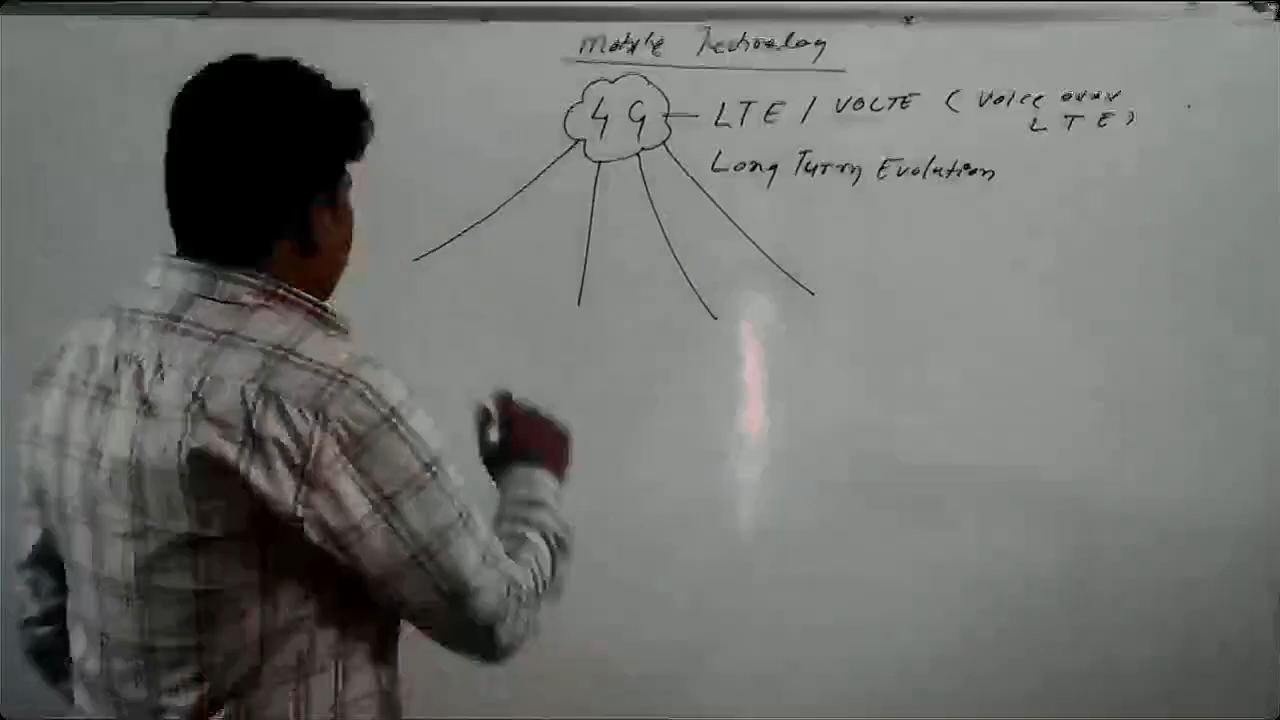 Mobile Technology
4G — LTE / VOLTE (Voice over
LTE)
Long Turm Evolution